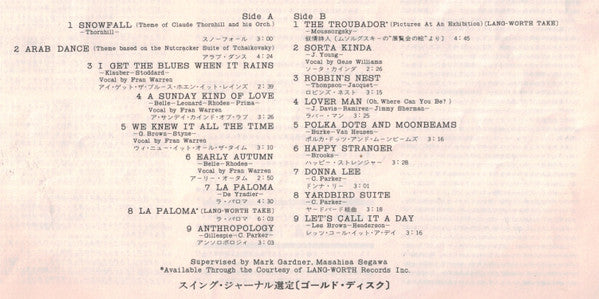 Side A
1 SNOWFALL (Theme of Claude Thornhill and his Orch)
—Thornhill—
スノーフォール 3:00
2 ARAB DANCE (Theme based on the Nutcracker Suite of Tchaikovsky)
アラブ・ダンス 4:24
3 I GET THE BLUES WHEN IT RAINS
—Klauber-Stoddard—
Vocal by Fran Warren
アイ・ゲット・ザ・ブルース・ホエン・イット・レインズ 2:39
4 A SUNDAY KIND OF LOVE
—Belle-Leonard-Rhodes-Prima—
Vocal by Fran Warren
ア・サンデイ・カインド・オブ・ラブ 3:26
5 WE KNEW IT ALL THE TIME
—G. Brown-Styne—
Vocal by Fran Warren
ウィ・ニュー・イット・オール・ザ・タイム 3:10
6 EARLY AUTUMN
—Belle-Rhodes—
Vocal by Fran Warren
アーリー・オータム 2:50
7 LA PALOMA
—De Yradier—
ラ・パロマ 4:30
8 LA PALOMA* (LANG-WORTH TAKE)
ラ・パロマ 6:03
9 ANTHROPOLOGY
—Gillespie-C. Parker—
アンソロポロジィ 3:03
Side B
1 THE TROUBADOR* (Pictures At An Exhibition) (LANG-WORTH TAKE)
—Moussorgsky—
叙情詩人(ムソルグスキーの"展覧会の絵"より) 4:45
2 SORTA KINDA
—J. Young—
Vocal by Gene Williams
ソータ・カインダ 2:46
3 ROBBIN'S NEST
—Thompson-Jacquet—
ロビンズ・ネスト 3:15
4 LOVER MAN (Oh, Where Can You Be?)
—J. Davis-Ramirez-Jimmy Sherman—
ラバー・マン 3:25
5 POLKA DOTS AND MOONBEAMS
—Burke-Van Heusen—
ポルカ・ドッツ・アンド・ムーンビームズ 3:16
6 HAPPY STRANGER
—Brooks—
ハッピー・ストレンジャー 3:28
7 DONNA LEE
—C. Parker—
ドンナ・リー 3:01
8 YARDBIRD SUITE
—C. Parker—
ヤードバード組曲 3:18
9 LET'S CALL IT A DAY
—Les Brown-Henderson—
レッツ・コール・イット・ア・デイ 3:16
Supervised by Mark Gardner, Masahisa Segawa
*Available Through the Courtesy of LANG-WORTH Records Inc.
スイング・ジャーナル選定〔ゴールド・ディスク〕